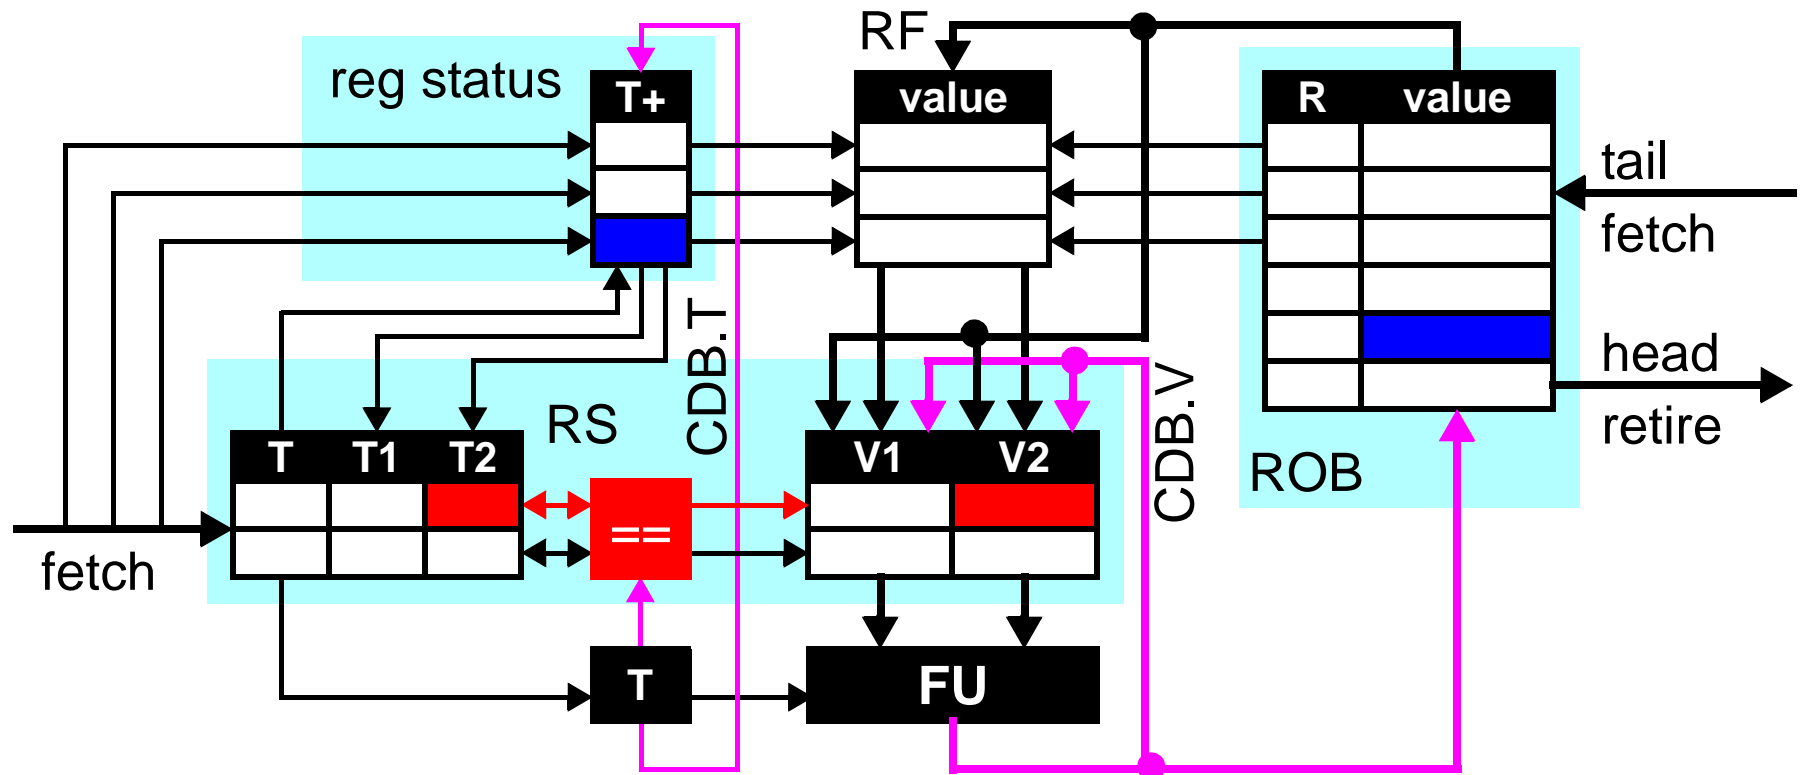 RF
reg status
T+
value
R value
tail
fetch
CDB.T
head
retire
CDB.V
RS
T T1 T2
V1 V2
ROB
==
fetch
T
FU